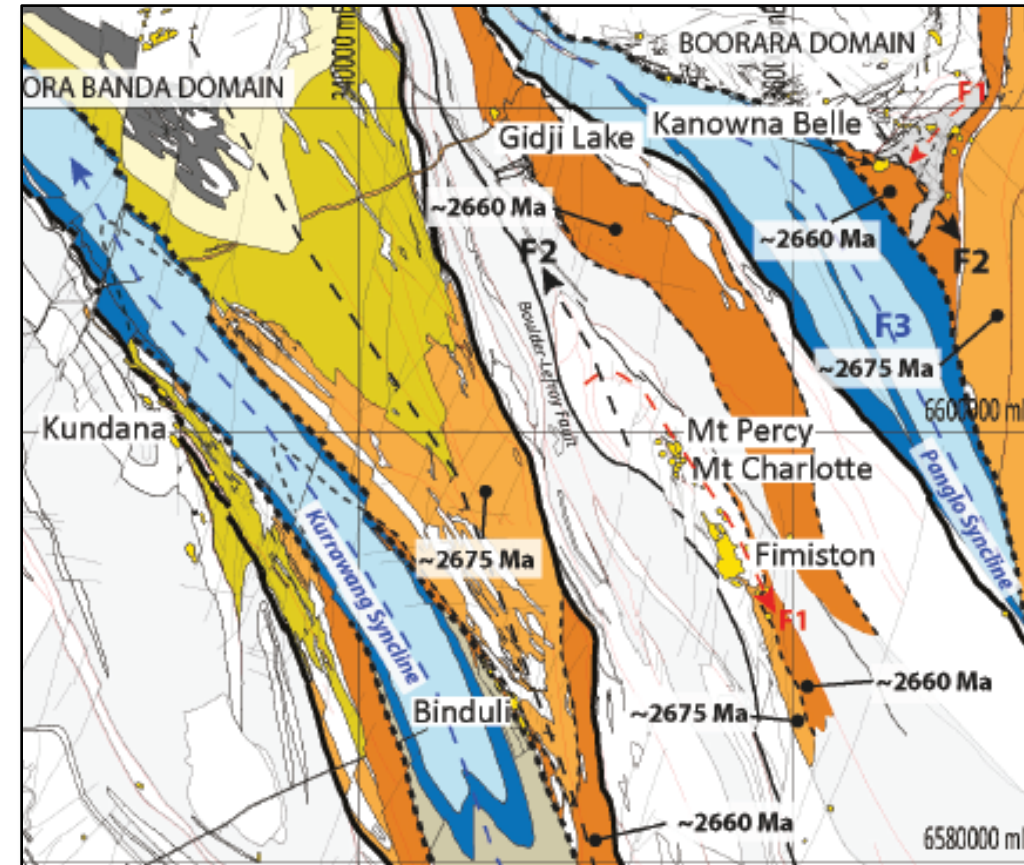 BOORARA DOMAIN
ORA BANDA DOMAIN
340000 mE
F1
Kanowna Belle
Gidji Lake
~2660 Ma
~2660 Ma
F2
F2
Boulder-Lefroy Fault
F3
~2675 Ma
6600000 mN
Kundana
Mt Percy
Mt Charlotte
Panglo Syncline
Kurrawang Syncline
~2675 Ma
Fimiston
F1
~2660 Ma
Binduli
~2675 Ma
~2660 Ma
6580000 m